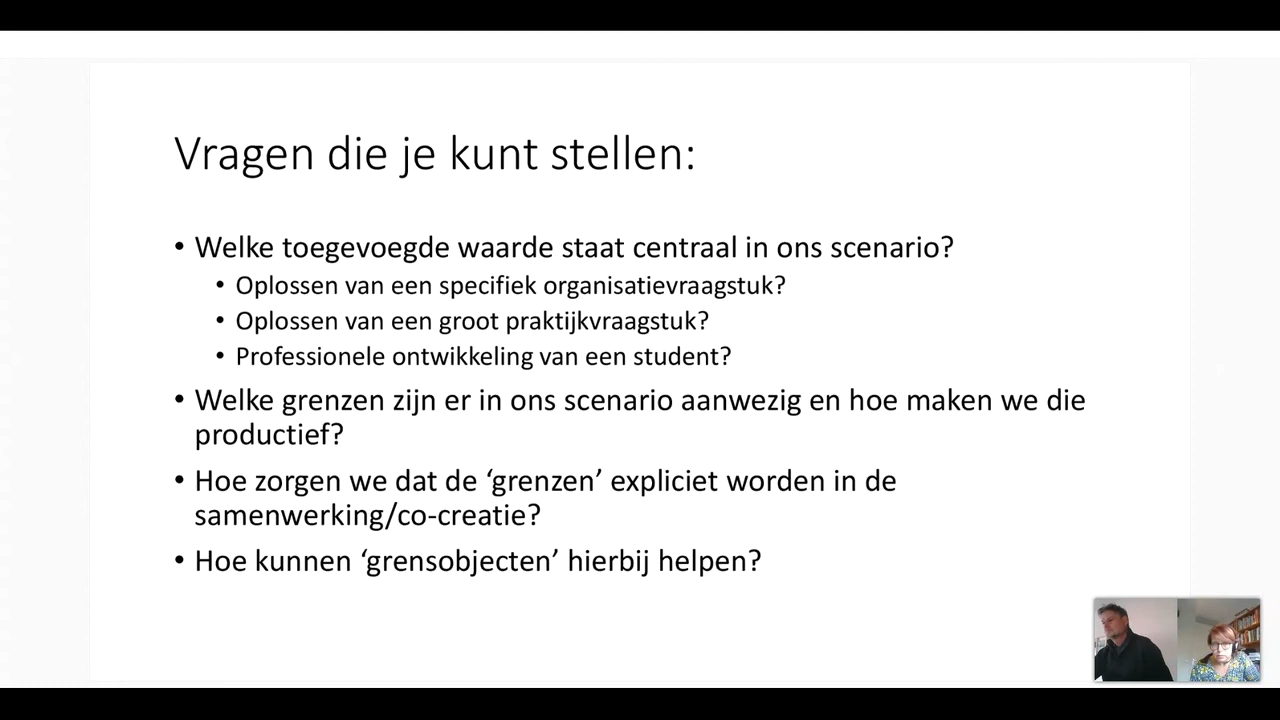 Vragen die je kunt stellen:
• Welke toegevoegde waarde staat centraal in ons scenario?
• Oplossen van een specifiek organisatievraagstuk?
• Oplossen van een groot praktijkvraagstuk?
• Professionele ontwikkeling van een student?
• Welke grenzen zijn er in ons scenario aanwezig en hoe maken we die
productief?
• Hoe zorgen we dat de ‘grenzen’ expliciet worden in de
samenwerking/co-creatie?
• Hoe kunnen ‘grensobjecten’ hierbij helpen?